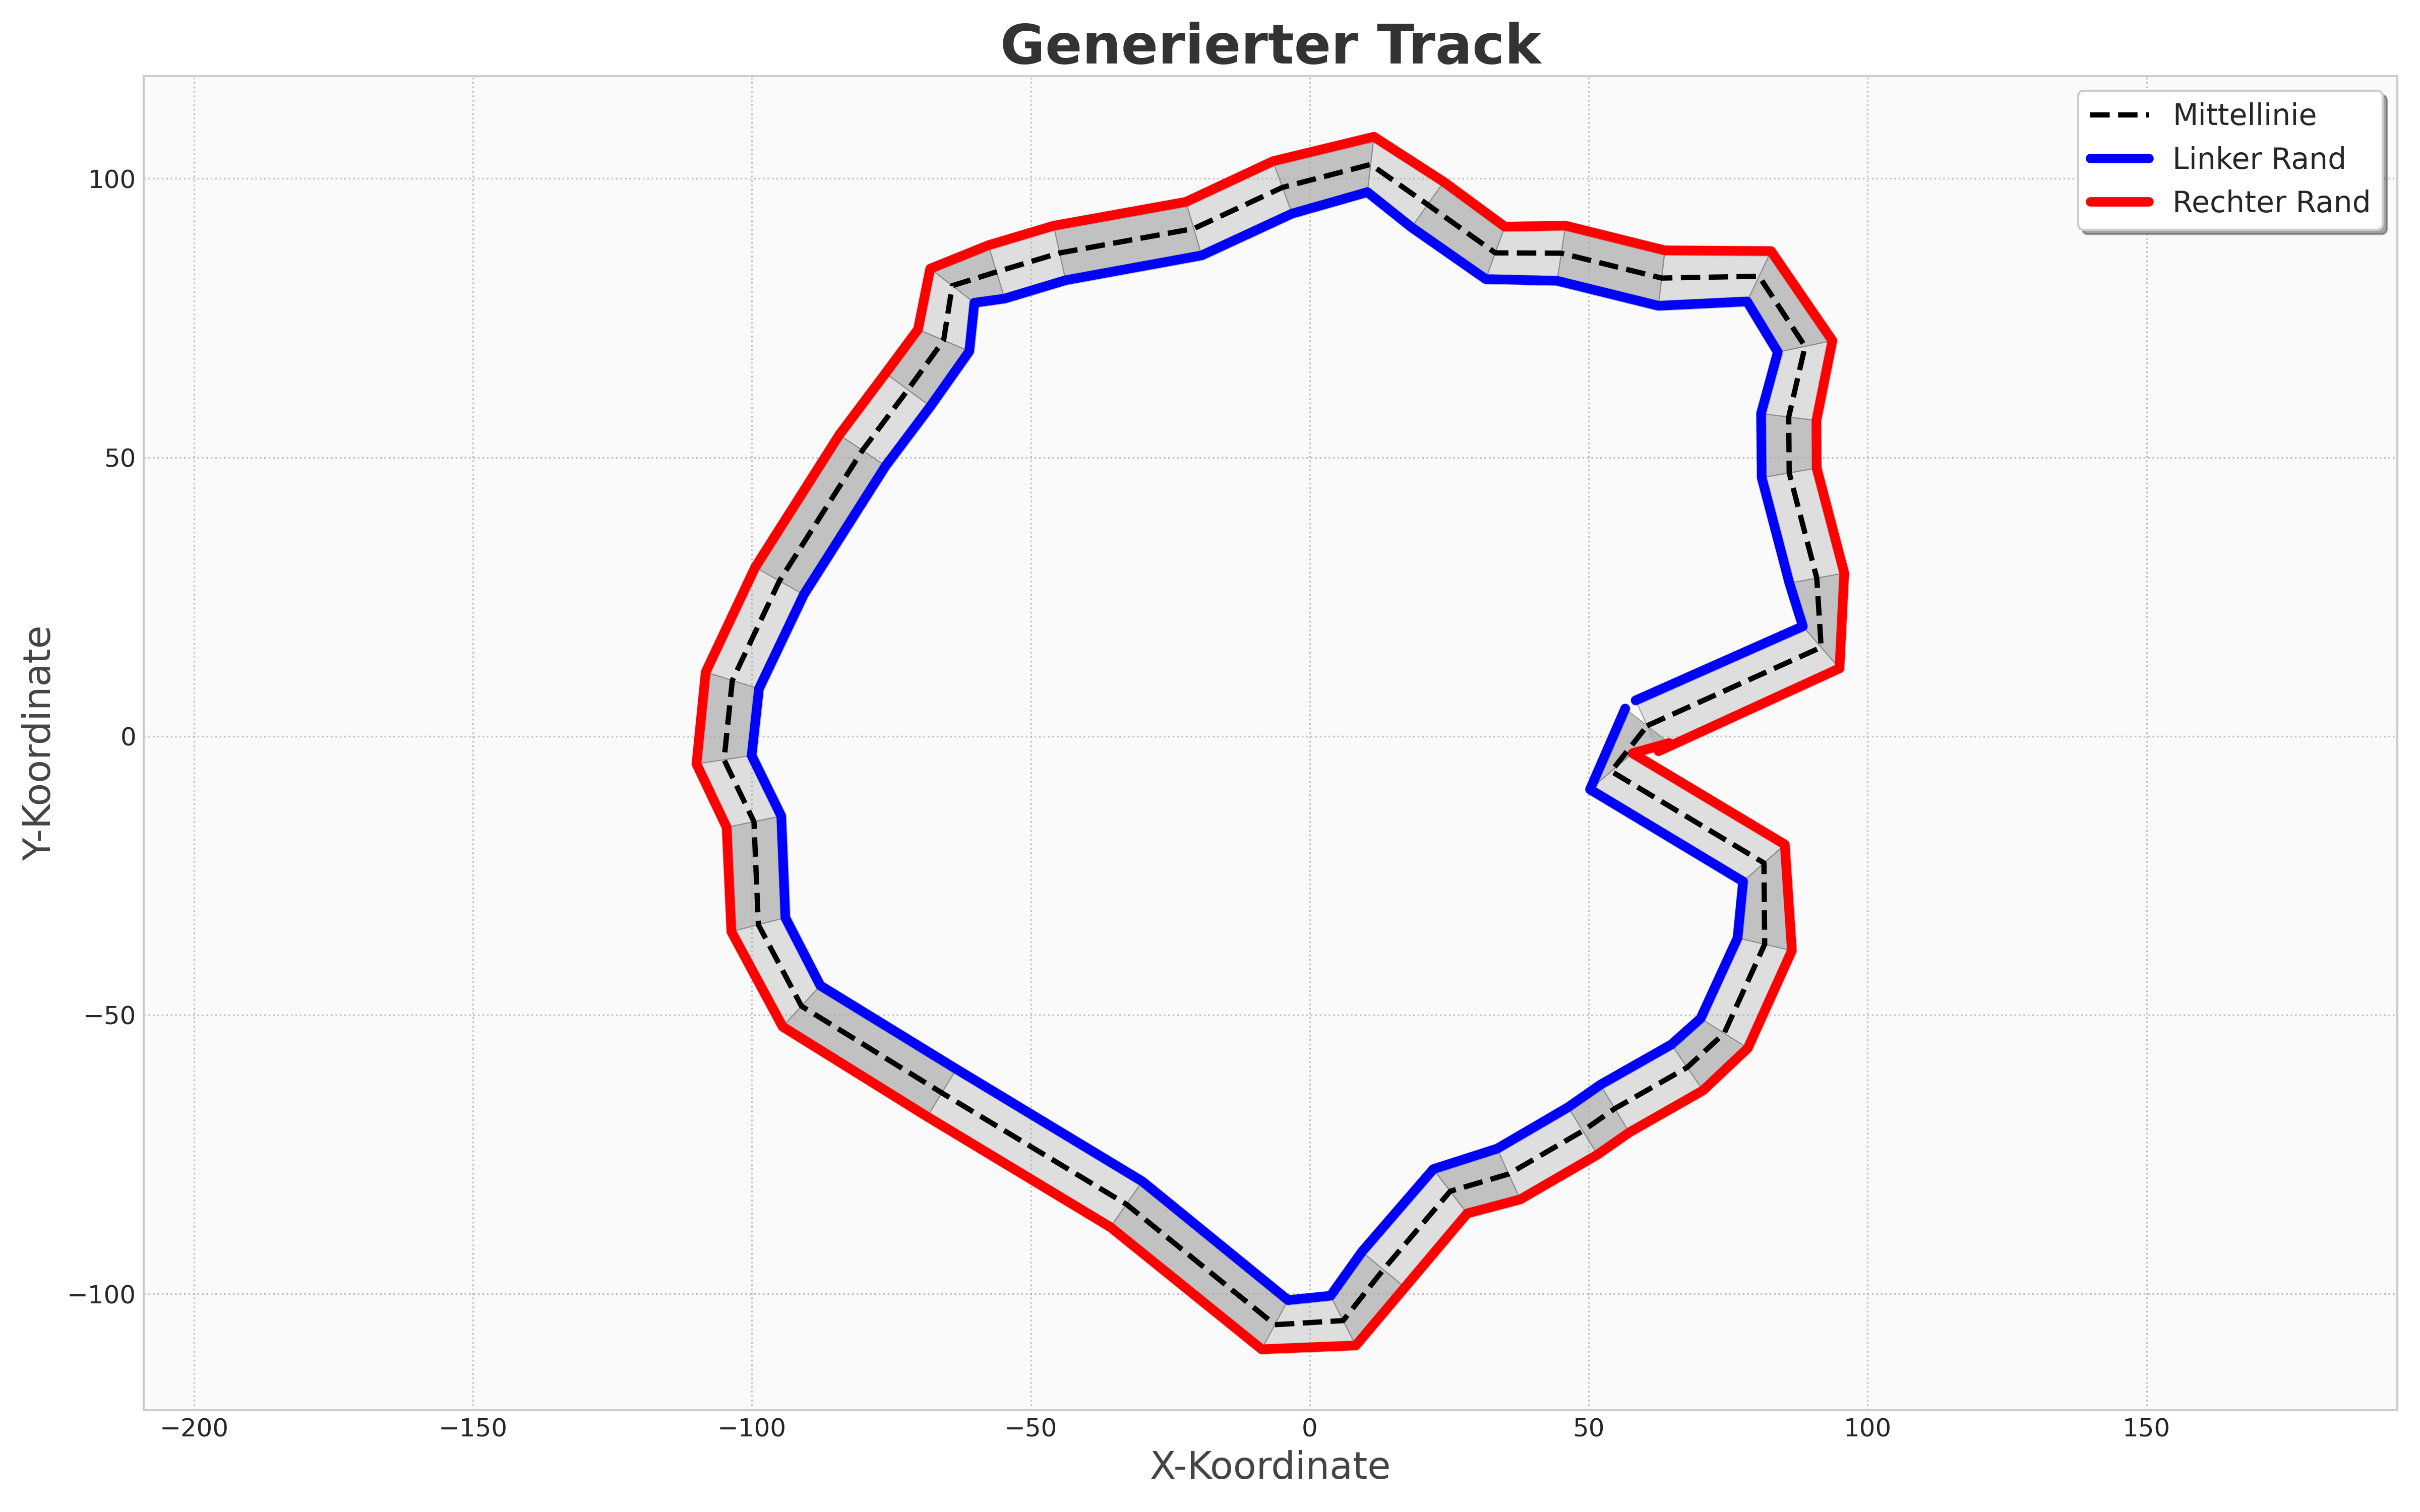 Generierter Track
Mittellinie
Linker Rand
Rechter Rand
100
50
0
−50
−100
Y-Koordinate
−200
−150
−100
−50
0
50
100
150
X-Koordinate